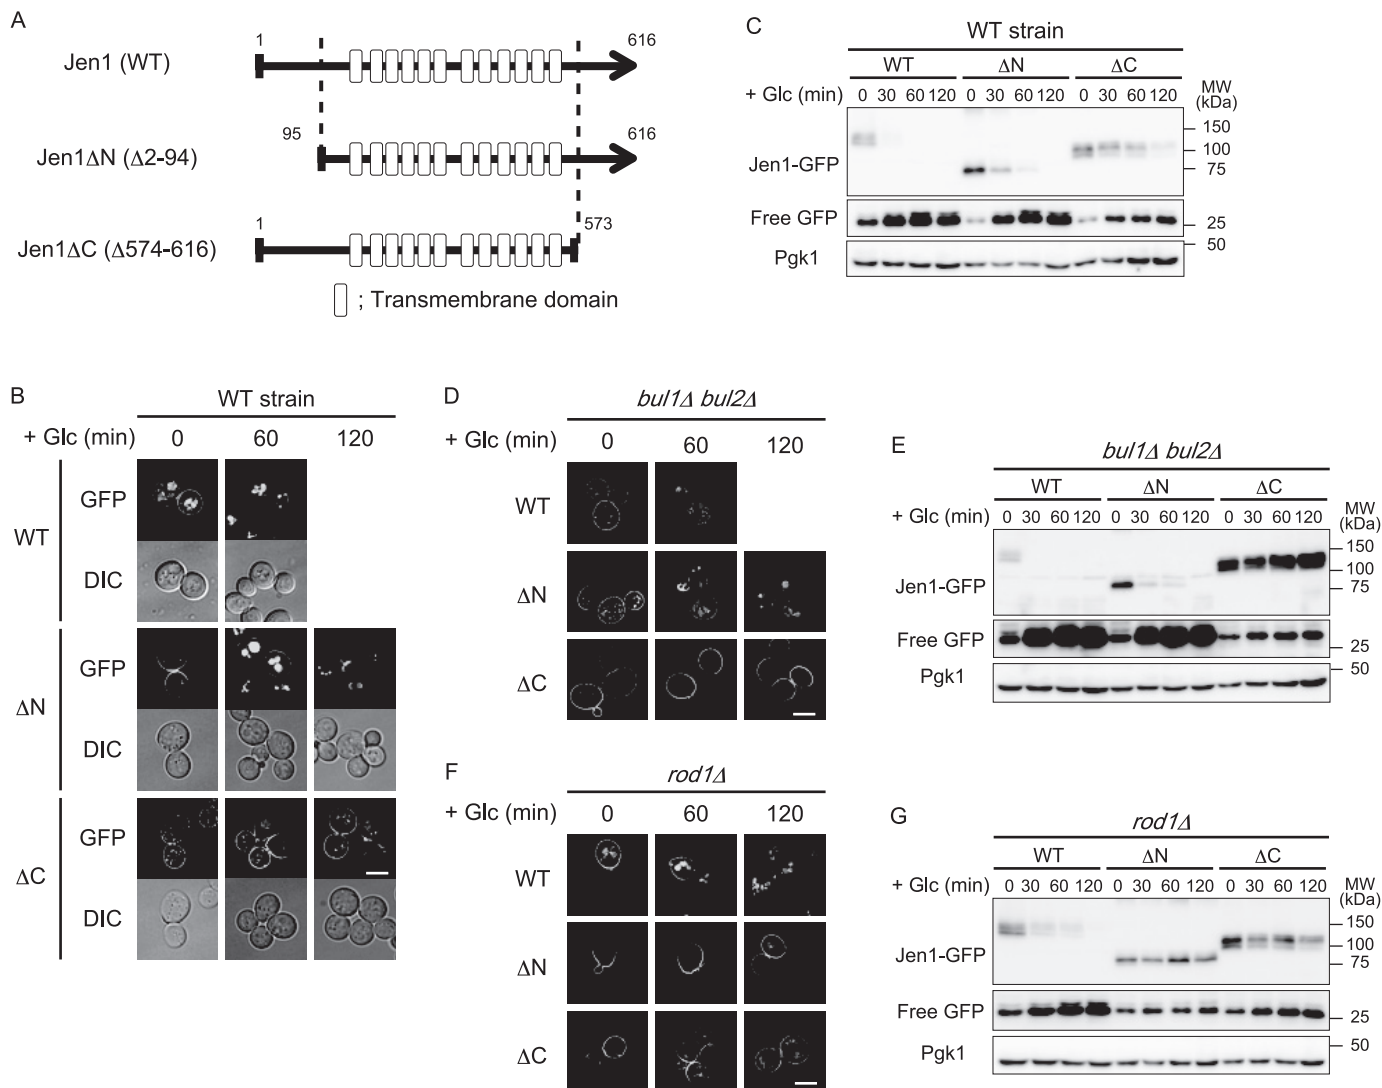 A
1
616
Jen1 (WT)
95
616
Jen1ΔN (Δ2-94)
1
573
Jen1ΔC (Δ574-616)
; Transmembrane domain
B
WT strain
+ Glc (min)
0
60
120
WT
GFP
DIC
ΔN
GFP
DIC
ΔC
GFP
DIC
C
WT strain
WT
ΔN
ΔC
+ Glc (min)
0 30 60 120 0 30 60 120 0 30 60 120
MW
(kDa)
Jen1-GFP
150
100
75
Free GFP
25
50
Pgk1
D
bul1Δ bul2Δ
+ Glc (min)
0
60
120
WT
ΔN
ΔC
E
bul1Δ bul2Δ
WT
ΔN
ΔC
+ Glc (min)
0 30 60 120 0 30 60 120 0 30 60 120
MW
(kDa)
Jen1-GFP
150
100
75
Free GFP
25
50
Pgk1
F
rod1Δ
+ Glc (min)
0
60
120
WT
ΔN
ΔC
G
rod1Δ
WT
ΔN
ΔC
+ Glc (min)
0 30 60 120 0 30 60 120 0 30 60 120
MW
(kDa)
Jen1-GFP
150
100
75
Free GFP
25
50
Pgk1